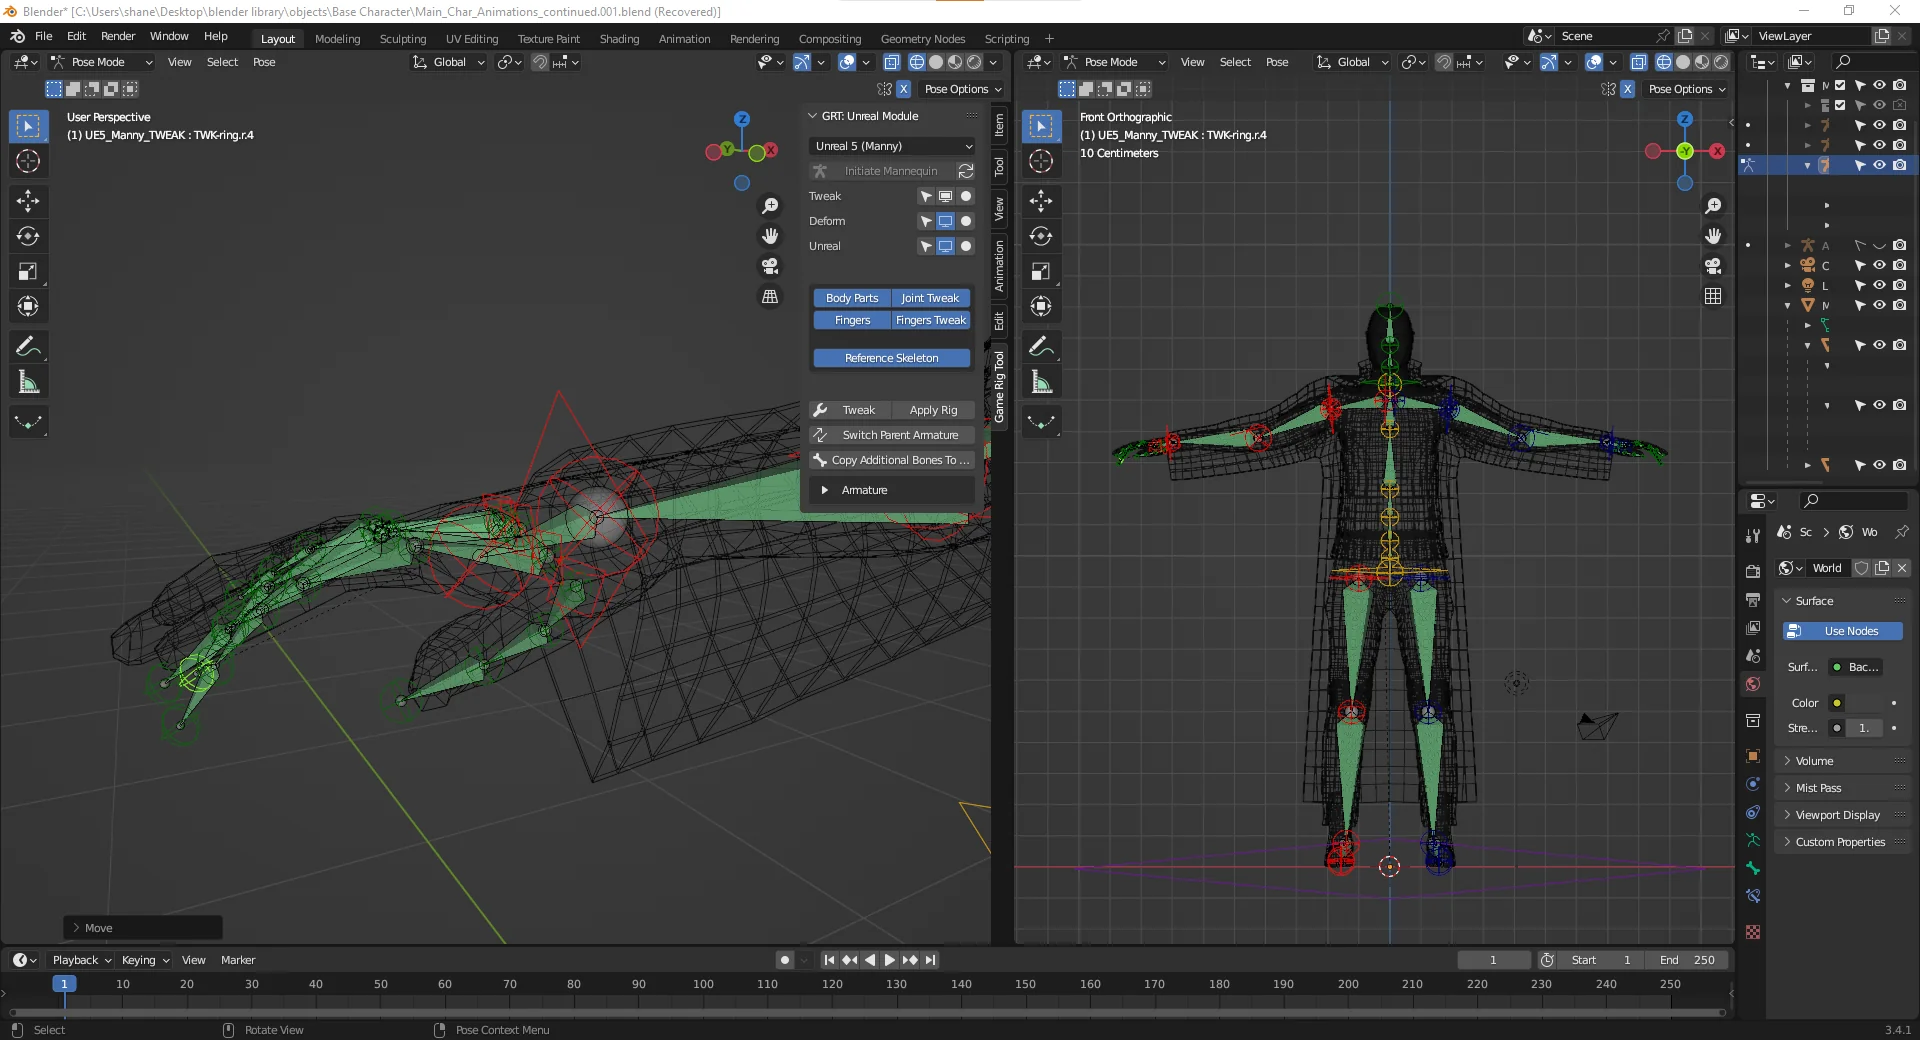 Blender* [C:\Users\shane\Desktop\blender library\objects\Base Character\Main_Char_Animations_continued.001.blend (Recovered)]
File Edit Render Window Help Layout Modeling Sculpting UV Editing Texture Paint Shading Animation Rendering Compositing Geometry Nodes Scripting + Scene ViewLayer
Pose Mode View Select Pose Global
Pose Mode View Select Pose Global
X Pose Options
X Pose Options
User Perspective
(1) UE5_Manny_TWEAK : TWK-ring.r.4
Z
Y
X
GRT: Unreal Module
Unreal 5 (Manny)
Initiate Mannequin
Tweak
Deform
Unreal
Body Parts Joint Tweak
Fingers Fingers Tweak
Reference Skeleton
Tweak Apply Rig
Switch Parent Armature
Copy Additional Bones To ...
Armature
Item
Tool
View
Animation
Edit
Game Rig Tool
Front Orthographic
(1) UE5_Manny_TWEAK : TWK-ring.r.4
10 Centimeters
Z
-Y
X
M
A
C
L
M
Sc Wo
World
Surface
Use Nodes
Surf... Bac...
Color
Stre... 1.
Volume
Mist Pass
Viewport Display
Custom Properties
Move
Playback Keying View Marker 1 Start 1 End 250
1 10 20 30 40 50 60 70 80 90 100 110 120 130 140 150 160 170 180 190 200 210 220 230 240 250
Select Rotate View Pose Context Menu 3.4.1